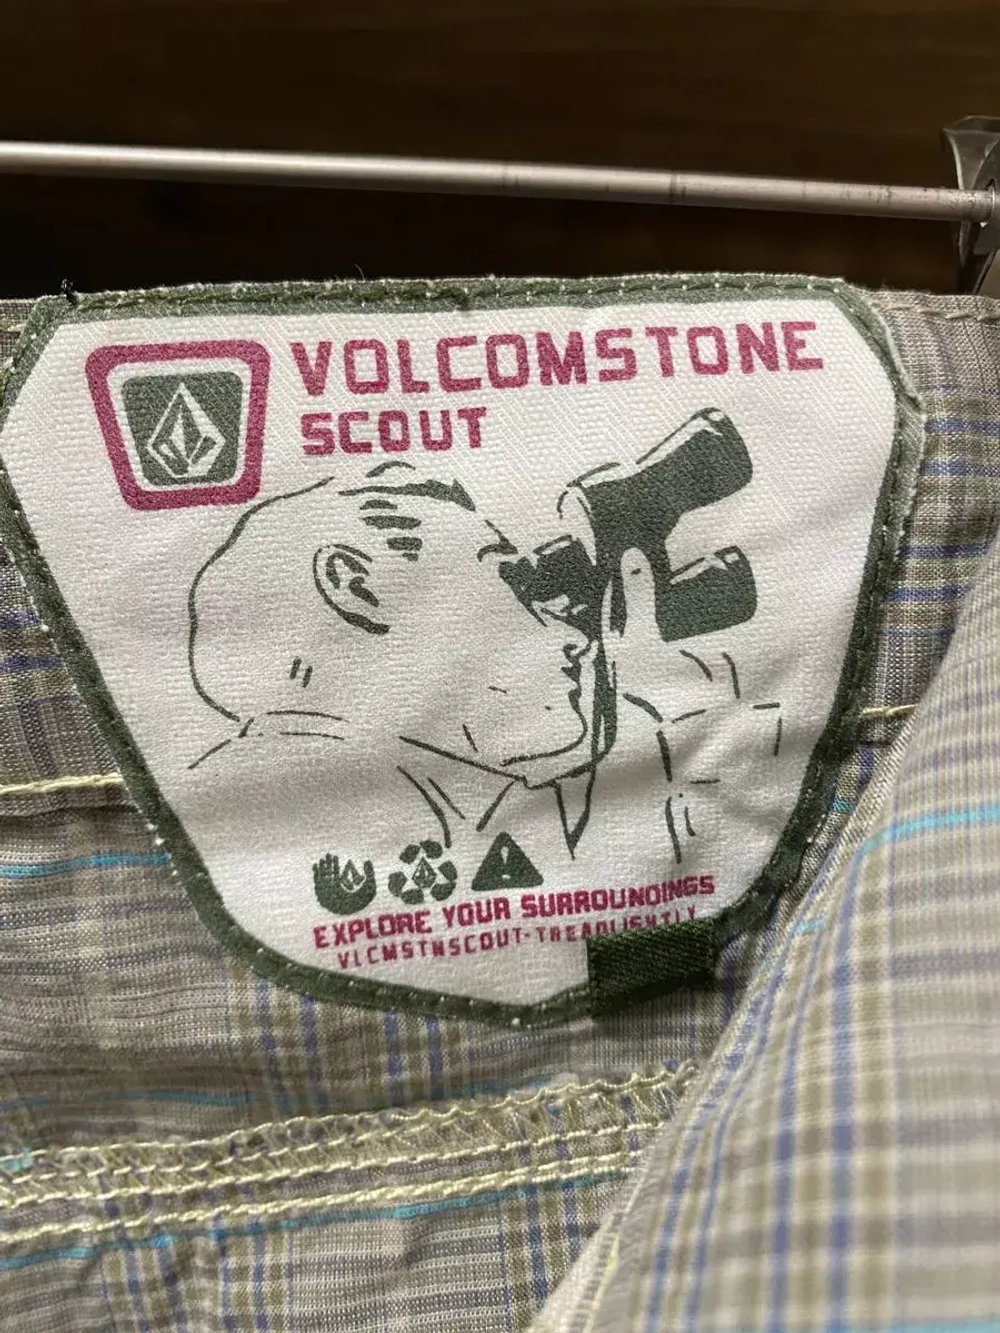 VOLCOMSTONE
SCOUT
EXPLORE YOUR SURROUNDINGS
VLCMSTNSCOUT-TREADLIGHTLY